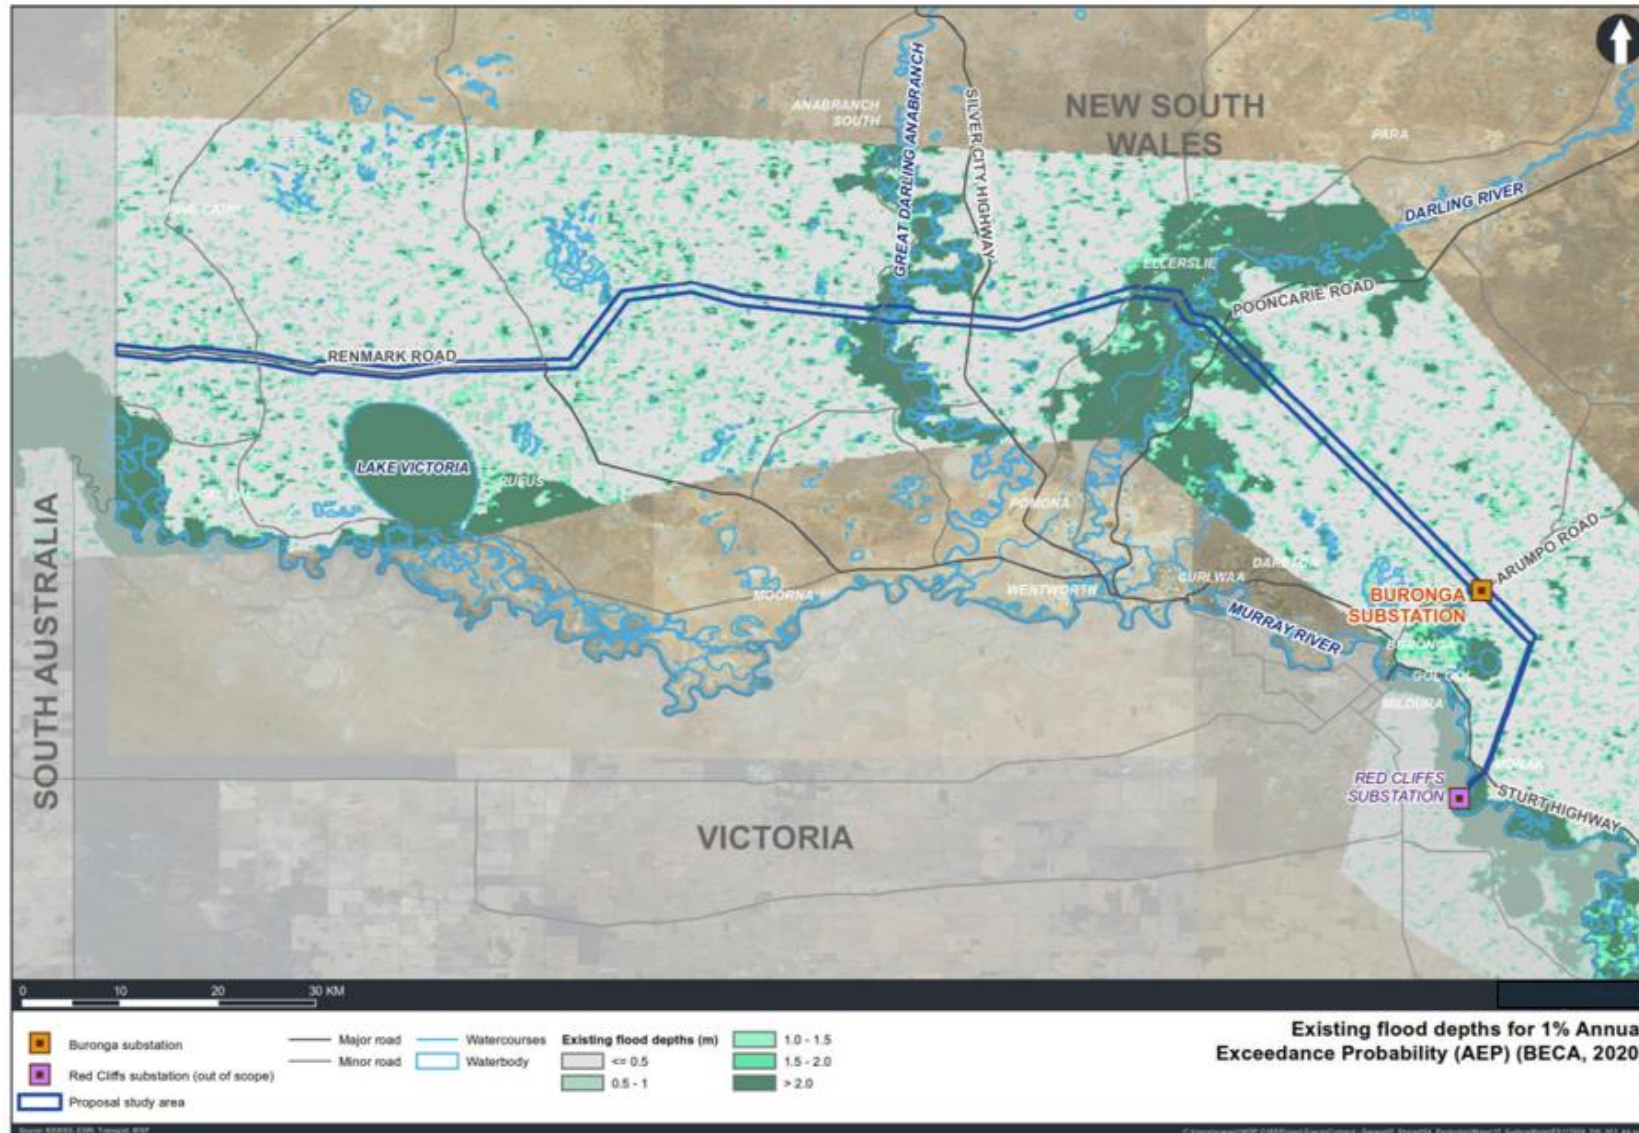 ANABRANCH
SOUTH
GREAT DARLING ANABRANCH
SILVER CITY HIGHWAY
NEW SOUTH
WALES
PARA
DARLING RIVER
ELLERSLIE
POONCARIE ROAD
RENMARK ROAD
LAKE VICTORIA
RUFUS
POMONA
ARUMPO ROAD
SOUTH AUSTRALIA
MOORNA
WENTWORTH
CURLWAA
BURONGA
SUBSTATION
MURRAY RIVER
BURONGA
GOL GOL
MILDURA
RED CLIFFS
SUBSTATION
STURT HIGHWAY
VICTORIA
0 10 20 30 KM
Buronga substation
Red Cliffs substation (out of scope)
Proposal study area
Major road
Minor road
Watercourses
Waterbody
Existing flood depths (m)
<= 0.5
0.5 - 1
1.0 - 1.5
1.5 - 2.0
> 2.0
Existing flood depths for 1% Annua
Exceedance Probability (AEP) (BECA, 2020